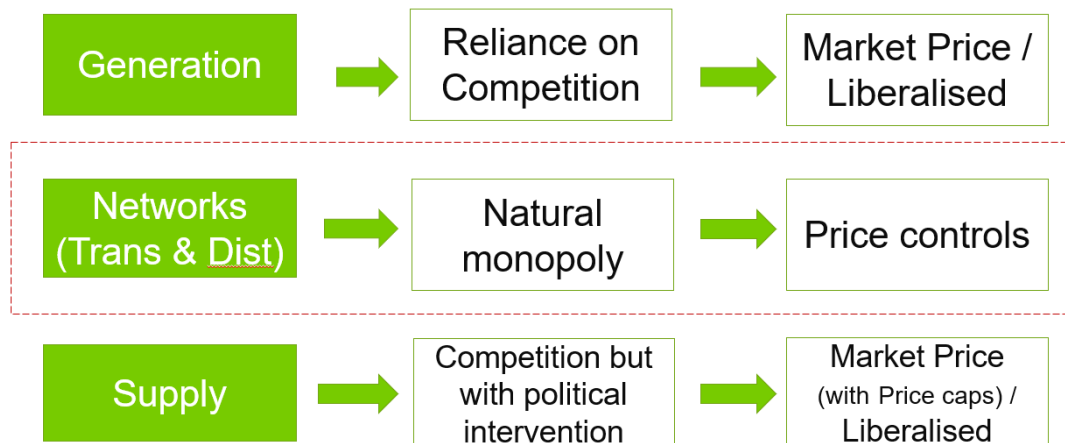 Generation
Reliance on
Competition
Market Price /
Liberalised
Networks
(Trans & Dist)
Natural
monopoly
Price controls
Supply
Competition but
with political
intervention
Market Price
(with Price caps) /
Liberalised